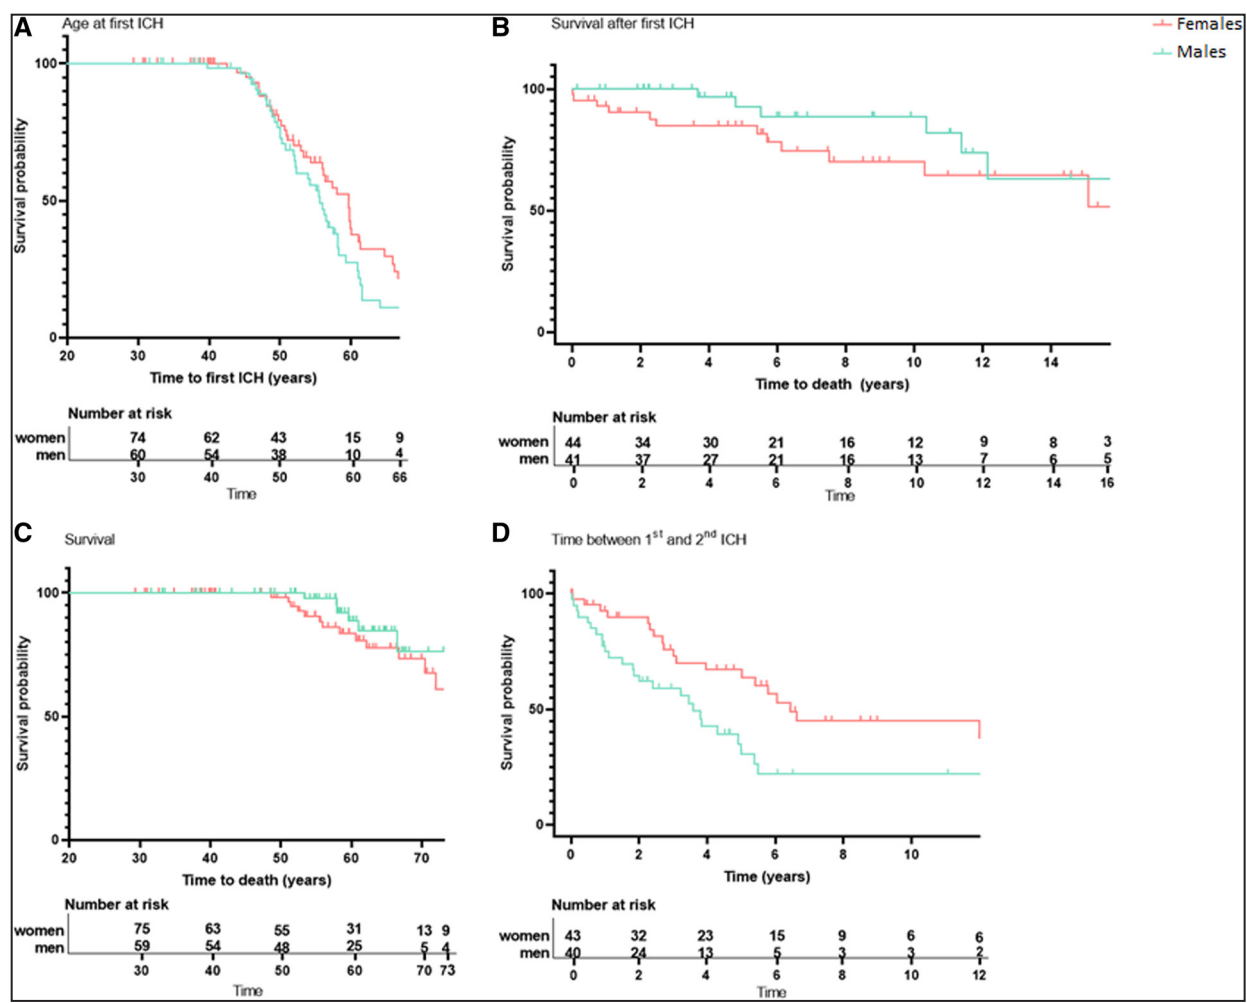 A Age at first ICH
Survival probability
100
50
0
20 30 40 50 60
Time to first ICH (years)
Number at risk
women 74 62 43 15 9
men 60 54 38 10 4
30 40 50 60 66
Time
B Survival after first ICH
Females
Males
Survival probability
100
50
0
0 2 4 6 8 10 12 14
Time to death (years)
Number at risk
women 44 34 30 21 16 12 9 8 3
men 41 37 27 21 16 13 7 6 5
0 2 4 6 8 10 12 14 16
Time
C Survival
Survival probability
100
50
0
20 30 40 50 60 70
Time to death (years)
Number at risk
women 75 63 55 31 13 9
men 59 54 48 25 5 4
30 40 50 60 70 73
Time
D Time between 1st and 2nd ICH
Survival probability
100
50
0
0 2 4 6 8 10
Time (years)
Number at risk
women 43 32 23 15 9 6 6
men 40 24 13 5 3 3 2
0 2 4 6 8 10 12
Time